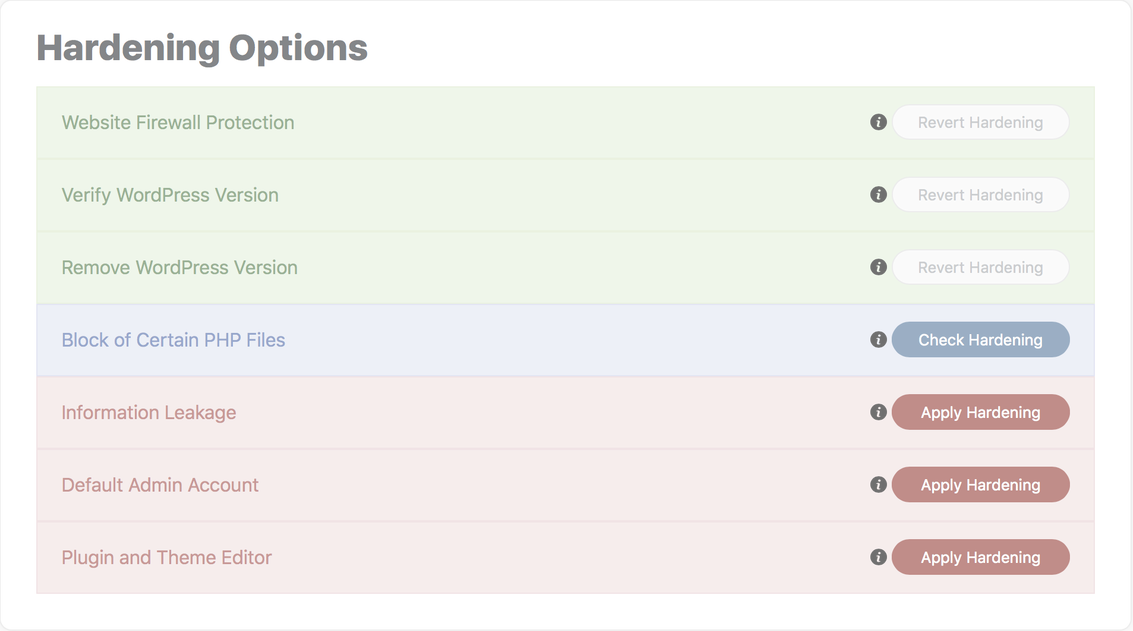 Hardening Options
Website Firewall Protection i Revert Hardening
Verify WordPress Version i Revert Hardening
Remove WordPress Version i Revert Hardening
Block of Certain PHP Files i Check Hardening
Information Leakage i Apply Hardening
Default Admin Account i Apply Hardening
Plugin and Theme Editor i Apply Hardening